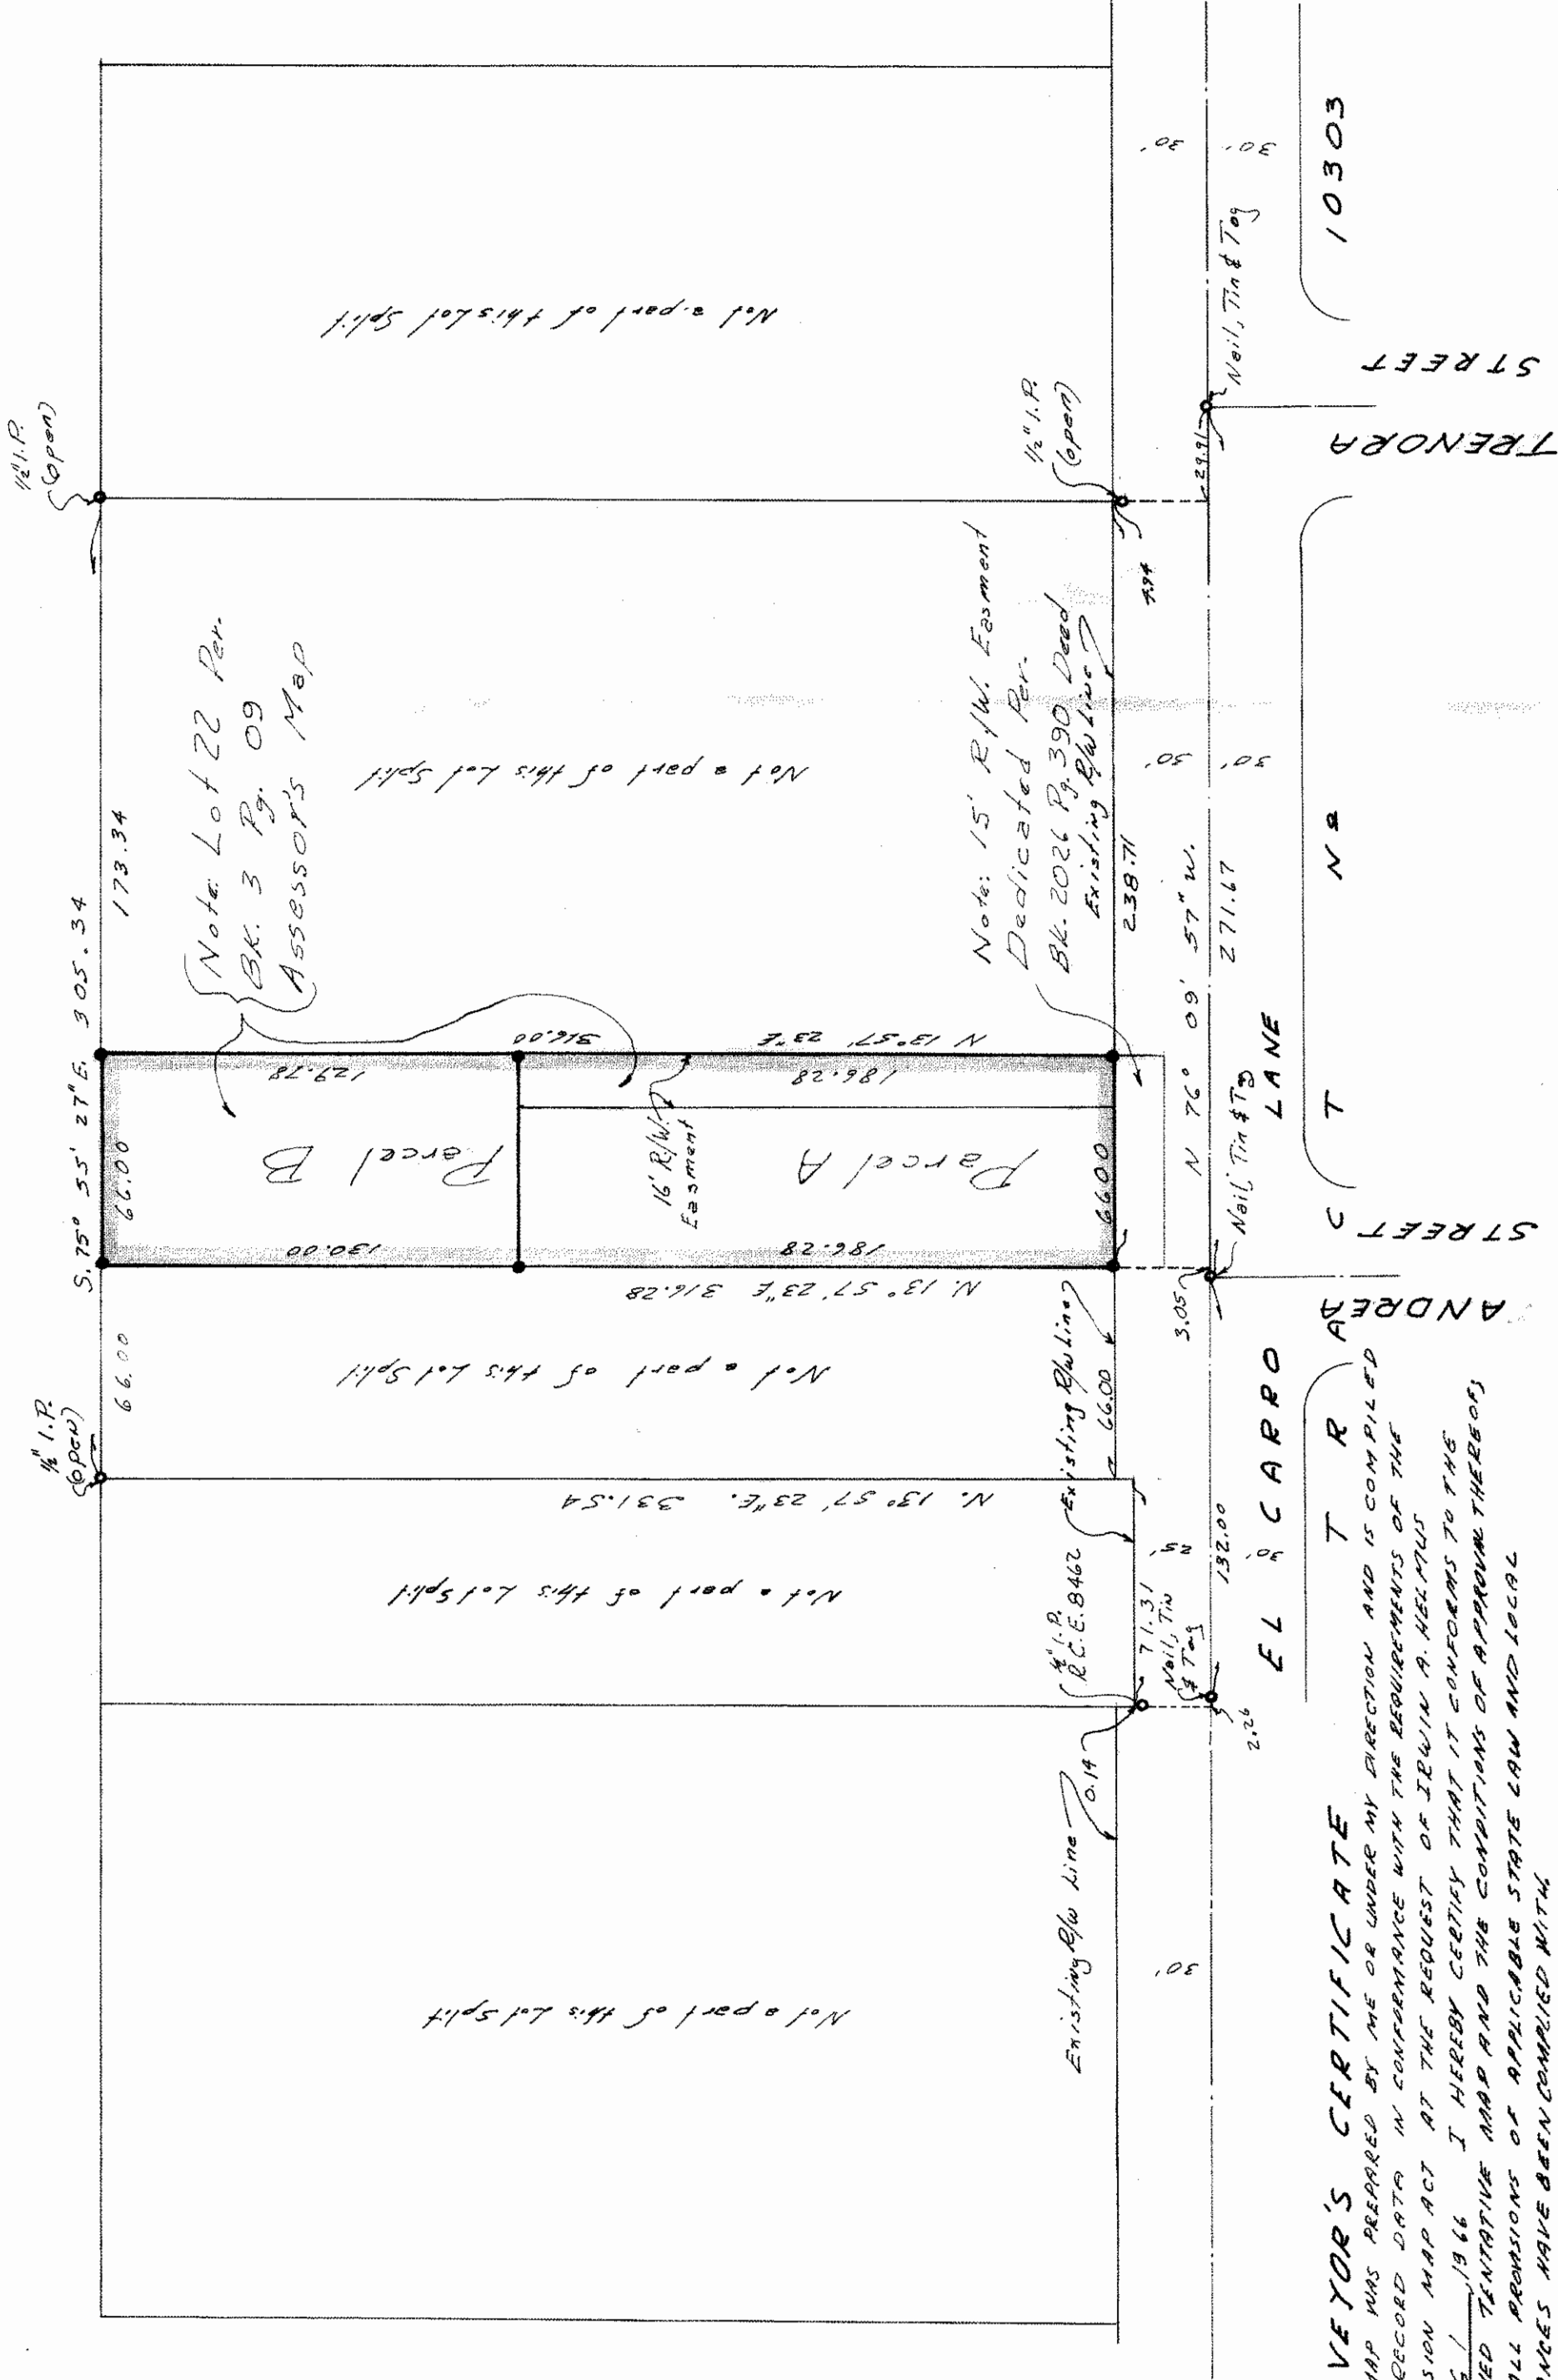 ½" I.P.
(open)
S. 75° 55' 27" E. 305.34
66.00
66.00
173.34
½" I.P.
(open)
Note: Lot 22 Per.
Bk. 3 Pg. 09
Assessor's Map
Not a part of this Lot Split
Not a part of this Lot Split
Not a part of this Lot Split
Not a part of this Lot Split
Not a part of this Lot Split
N. 13° 57' 23" E. 331.54
N. 13° 57' 23" E 316.28
130.00
186.28
Parcel B
Parcel A
16' R/W.
Easment
129.78
186.28
316.00
N 13° 57' 23" E
66.00
Note: 15' R/W. Easment
Dedicated Per.
Bk. 2026 Pg. 390 Deed
Existing R/W Line
½" I.P.
(open)
Existing R/W Line
0.14
½" I.P.
R.C.E. 8462
Existing R/W Line
71.31
Nail, Tin
& Tag
66.00
238.71
30'
25'
3.05
N 76° 09' 57" W.
30'
4.94
30'
2.26
132.00
30'
Nail, Tin & Tag
271.67
30'
29.91
Nail, Tin & Tag
30'
EL CARRO LANE
ANDREA STREET
TRENORA STREET
TRACT No 10303
VEYOR'S CERTIFICATE
MAP WAS PREPARED BY ME OR UNDER MY DIRECTION AND IS COMPILED
RECORD DATA IN CONFORMANCE WITH THE REQUIREMENTS OF THE
SION MAP ACT AT THE REQUEST OF IRWIN A. HELMUS
1966 I HEREBY CERTIFY THAT IT CONFORMS TO THE
ED TENTATIVE MAP AND THE CONDITIONS OF APPROVAL THEREOF;
ALL PROVISIONS OF APPLICABLE STATE LAW AND LOCAL
NCES HAVE BEEN COMPLIED WITH